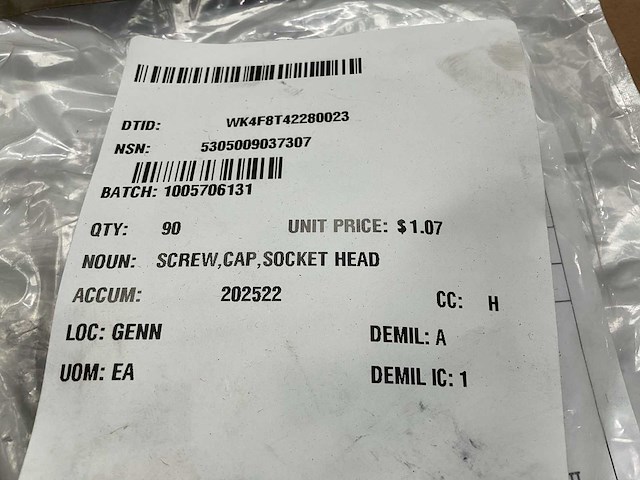 DTID: WK4F8T42280023
NSN: 5305009037307
BATCH: 1005706131
QTY: 90 UNIT PRICE: $1.07
NOUN: SCREW,CAP,SOCKET HEAD
ACCUM: 202522 CC: H
LOC: GENN DEMIL: A
UOM: EA DEMIL IC: 1